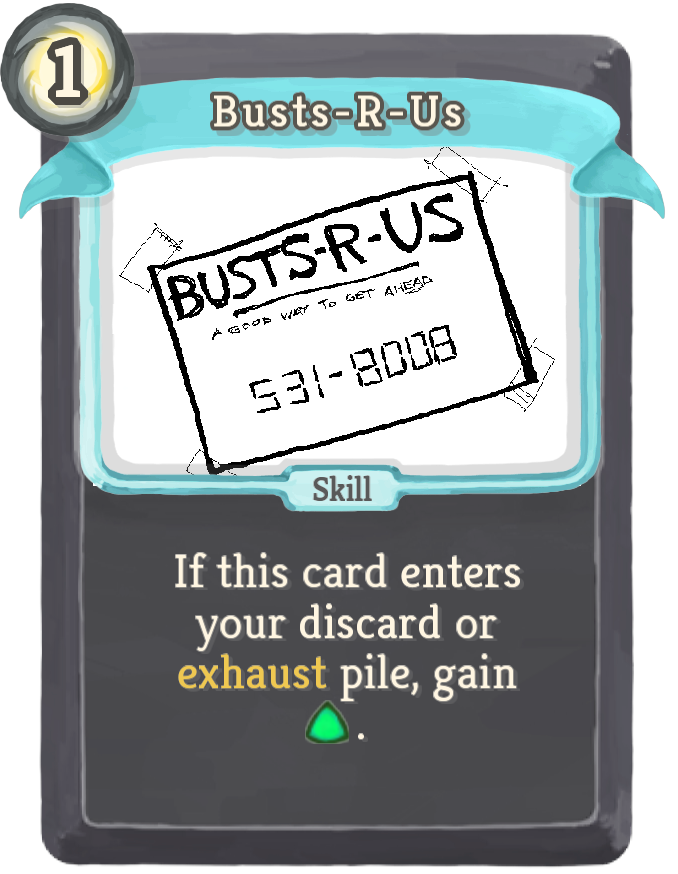 1
Busts-R-Us
BUSTS-R-US
A GOOD WAY TO GET AHEAD
531-8008
Skill
If this card enters
your discard or
exhaust pile, gain
.